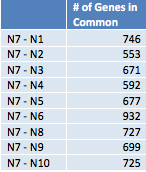 # of Genes in
Common
N7 - N1 746
N7 - N2 553
N7 - N3 671
N7 - N4 592
N7 - N5 677
N7 - N6 932
N7 - N8 727
N7 - N9 699
N7 - N10 725